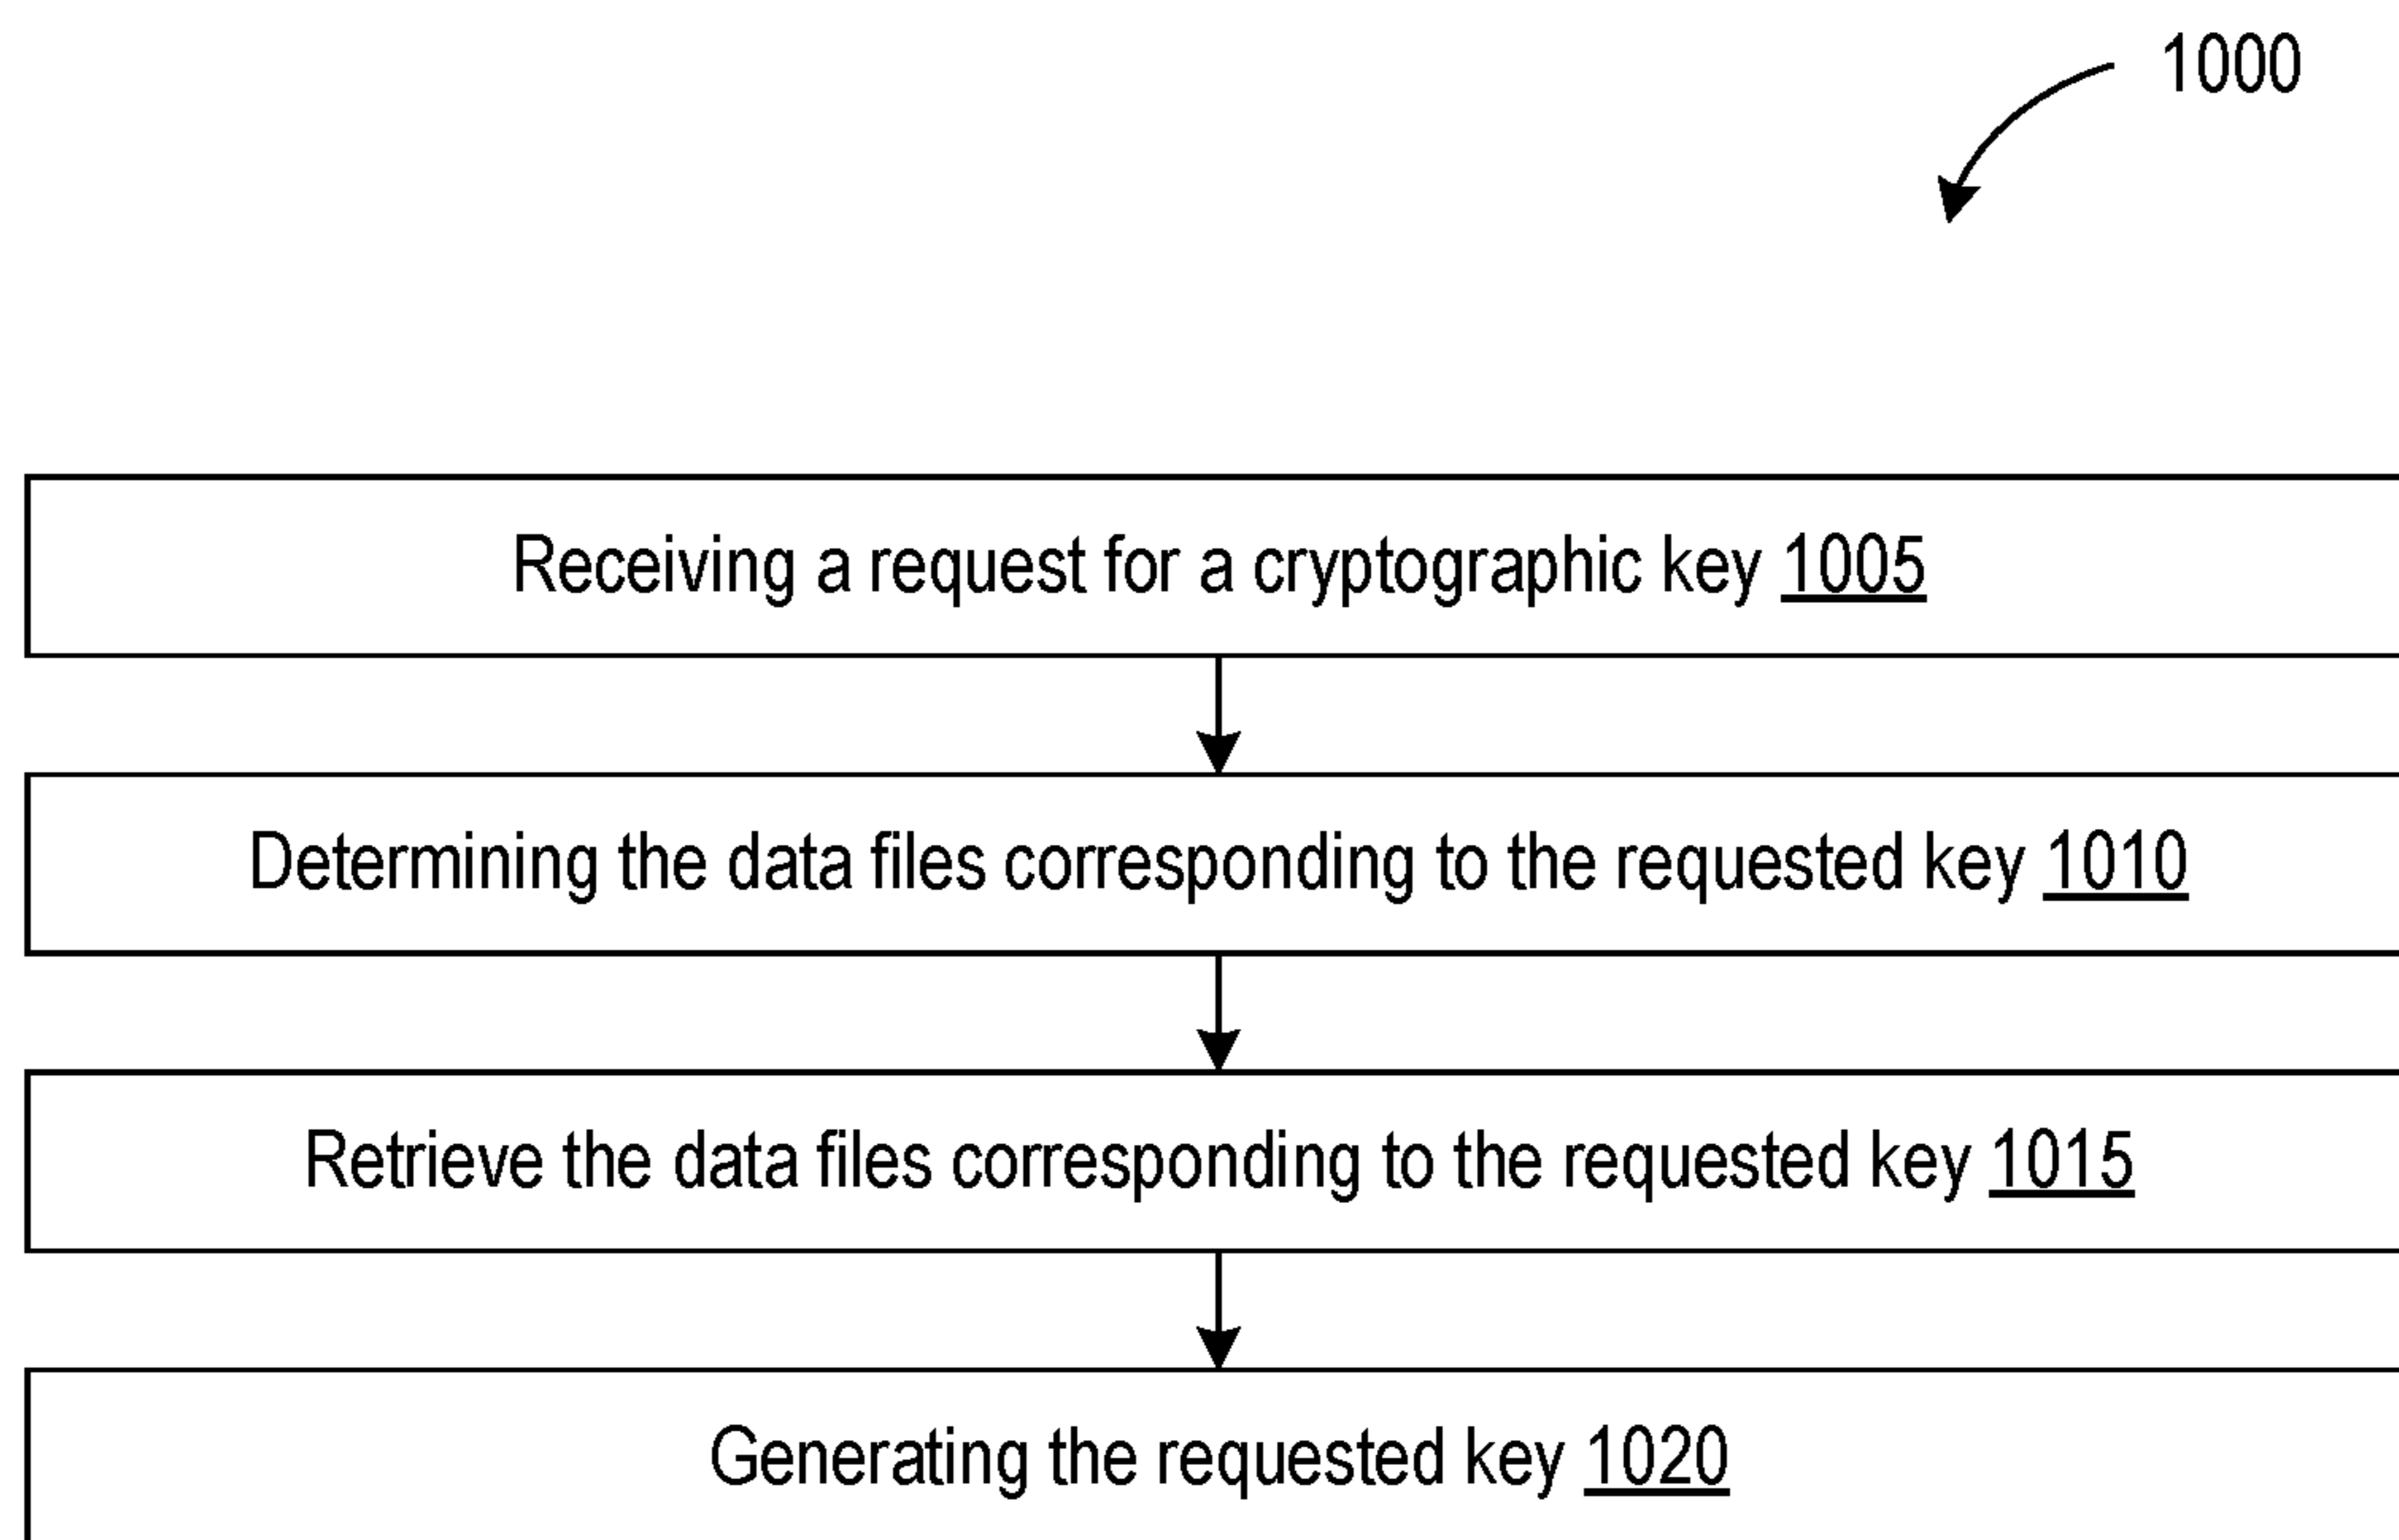 1000
Receiving a request for a cryptographic key 1005
Determining the data files corresponding to the requested key 1010
Retrieve the data files corresponding to the requested key 1015
Generating the requested key 1020